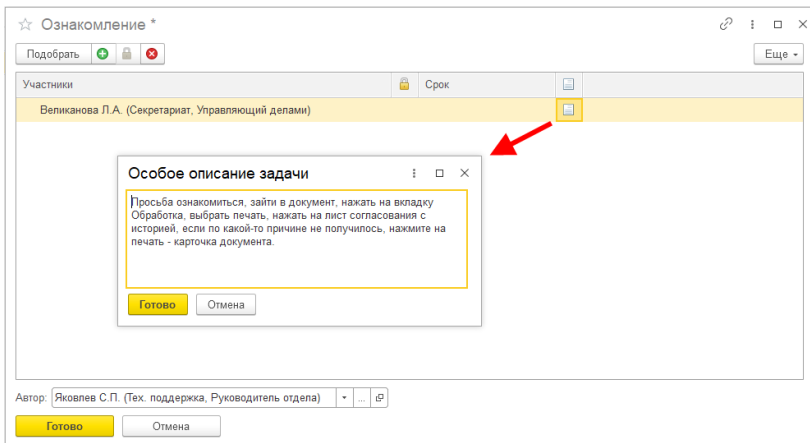 Ознакомление *
Подобрать
Еще
Участники
Срок
Великанова Л.А. (Секретариат, Управляющий делами)
Особое описание задачи
Просьба ознакомиться, зайти в документ, нажать на вкладку
Обработка, выбрать печать, нажать на лист согласования с
историей, если по какой-то причине не получилось, нажмите на
печать - карточка документа.
Готово
Отмена
Автор: Яковлев С.П. (Тех. поддержка, Руководитель отдела)
Готово
Отмена